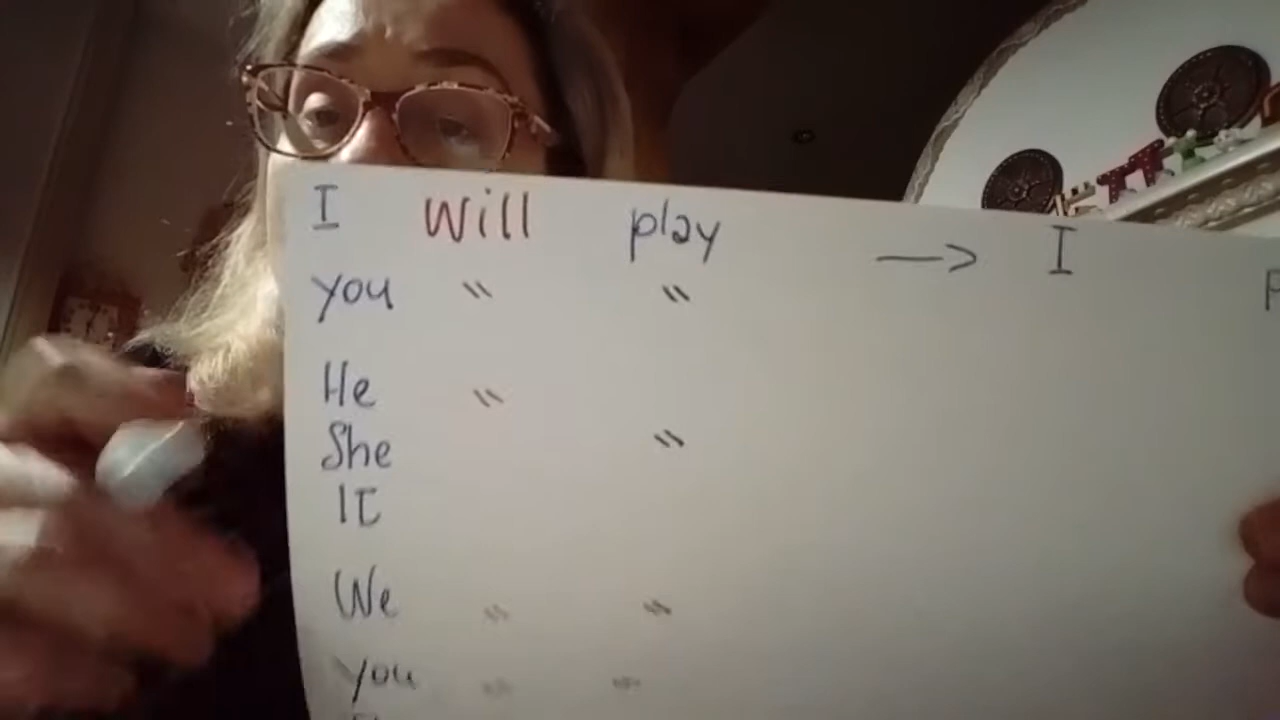 I will play → I
you " "
He "
She "
It
We " "
you " "